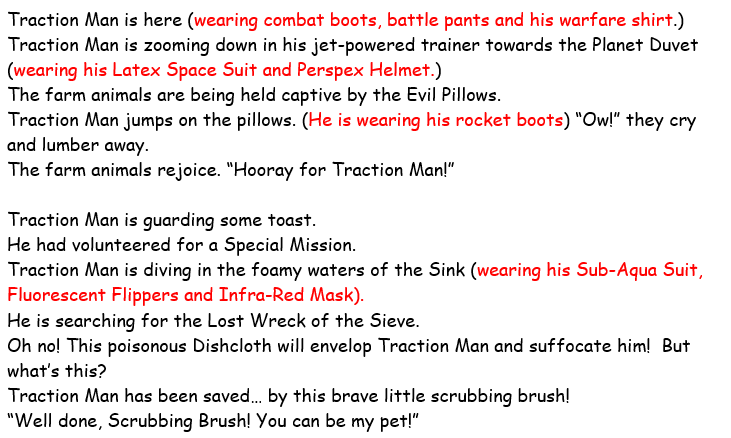 Traction Man is here (wearing combat boots, battle pants and his warfare shirt.)
Traction Man is zooming down in his jet-powered trainer towards the Planet Duvet
(wearing his Latex Space Suit and Perspex Helmet.)
The farm animals are being held captive by the Evil Pillows.
Traction Man jumps on the pillows. (He is wearing his rocket boots) “Ow!” they cry
and lumber away.
The farm animals rejoice. “Hooray for Traction Man!”
Traction Man is guarding some toast.
He had volunteered for a Special Mission.
Traction Man is diving in the foamy waters of the Sink (wearing his Sub-Aqua Suit,
Fluorescent Flippers and Infra-Red Mask).
He is searching for the Lost Wreck of the Sieve.
Oh no! This poisonous Dishcloth will envelop Traction Man and suffocate him!  But
what’s this?
Traction Man has been saved… by this brave little scrubbing brush!
“Well done, Scrubbing Brush! You can be my pet!”